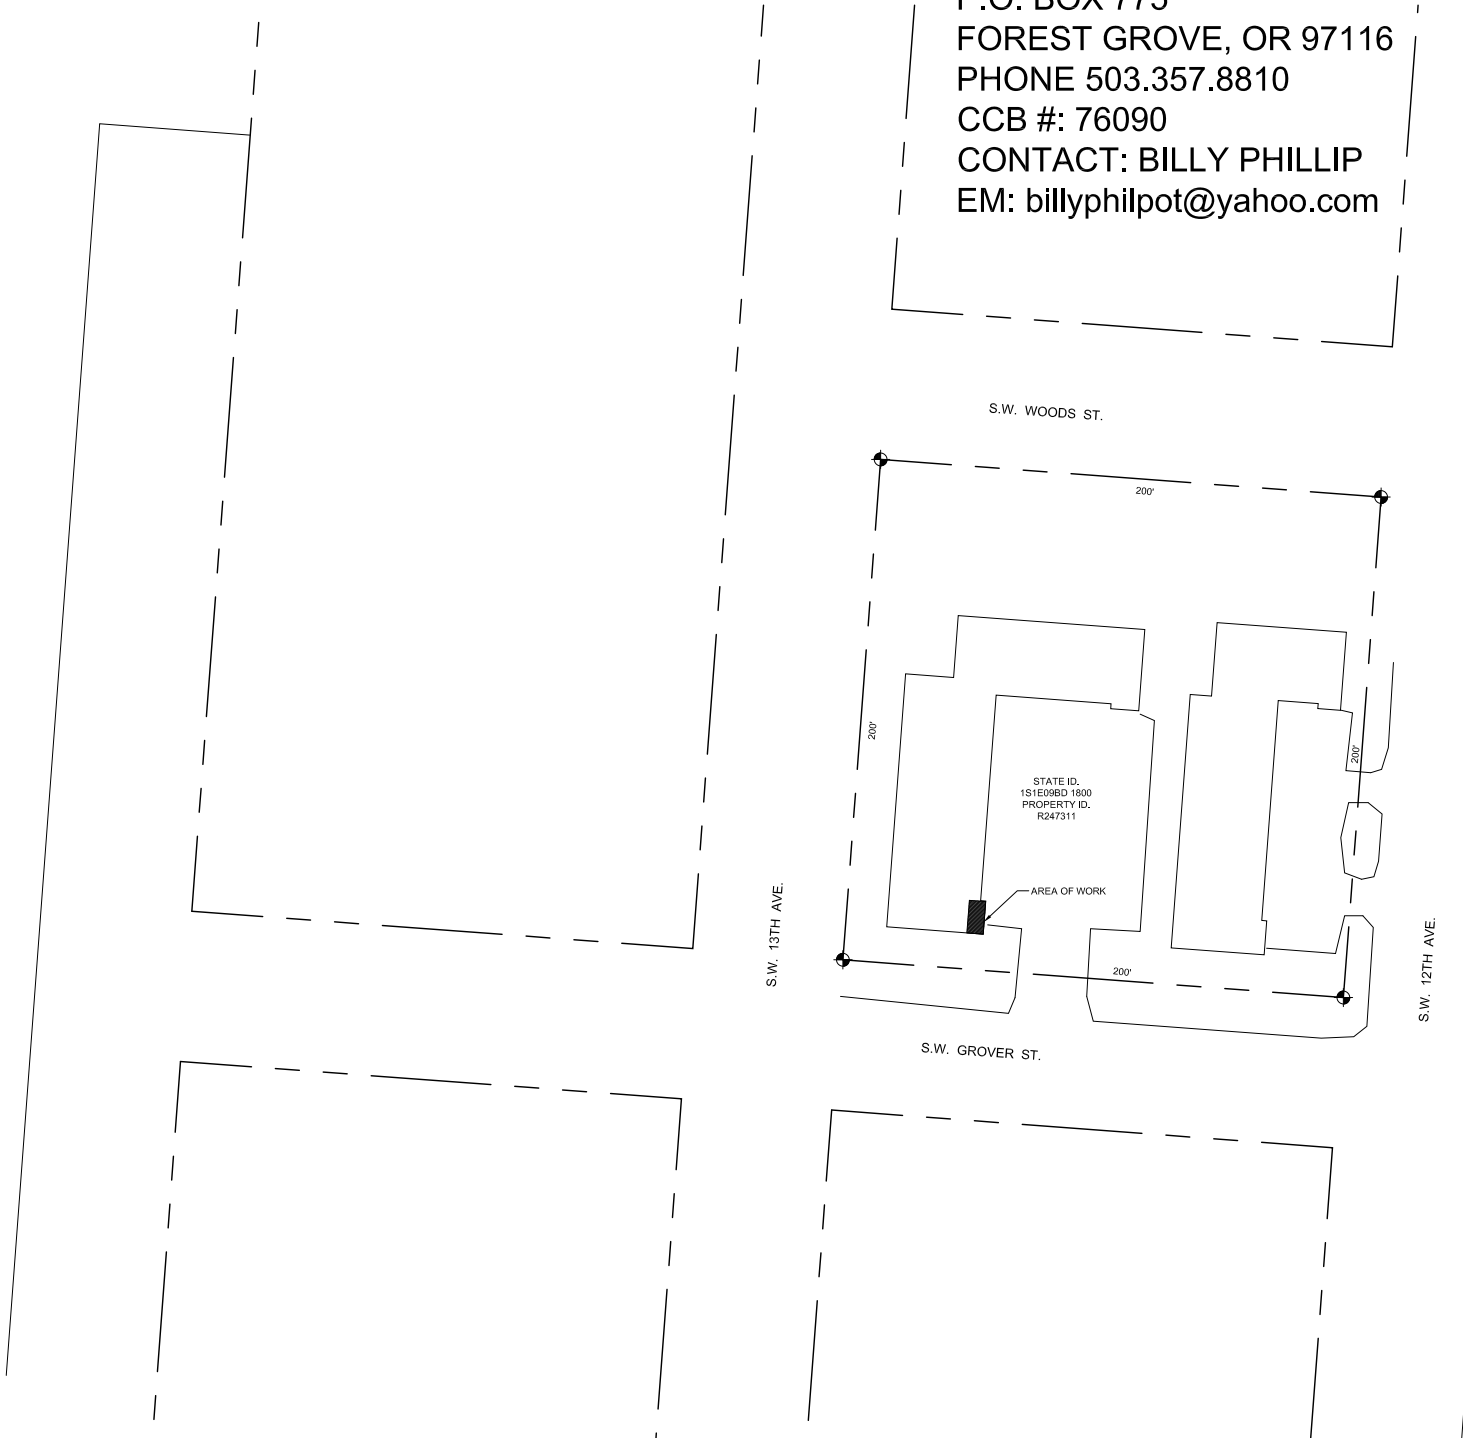 P.O. BOX 775
FOREST GROVE, OR 97116
PHONE 503.357.8810
CCB #: 76090
CONTACT: BILLY PHILLIP
EM: billyphilpot@yahoo.com
S.W. WOODS ST.
200'
200'
200'
STATE ID.
1S1E09BD 1800
PROPERTY ID.
R247311
AREA OF WORK
S.W. 13TH AVE.
200'
S.W. 12TH AVE.
S.W. GROVER ST.